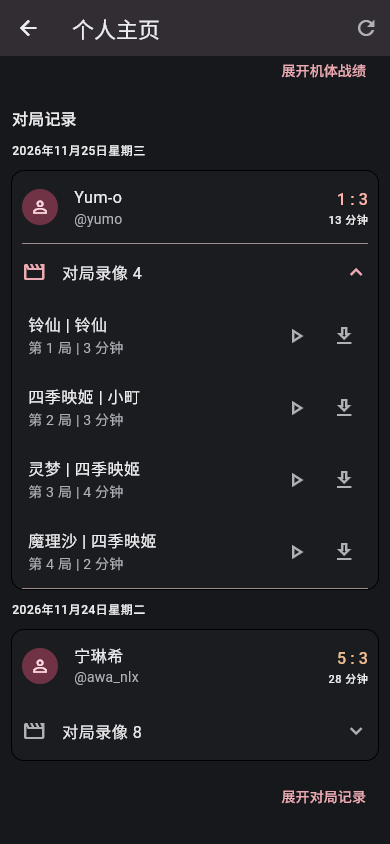 个人主页
展开机体战绩
对局记录
2026年11月25日星期三
Yum-o
1 : 3
@yumo
13 分钟
对局录像 4
铃仙 | 铃仙
第 1 局 | 3 分钟
四季映姬 | 小町
第 2 局 | 3 分钟
灵梦 | 四季映姬
第 3 局 | 4 分钟
魔理沙 | 四季映姬
第 4 局 | 2 分钟
2026年11月24日星期二
宁琳希
5 : 3
@awa_nlx
28 分钟
对局录像 8
展开对局记录